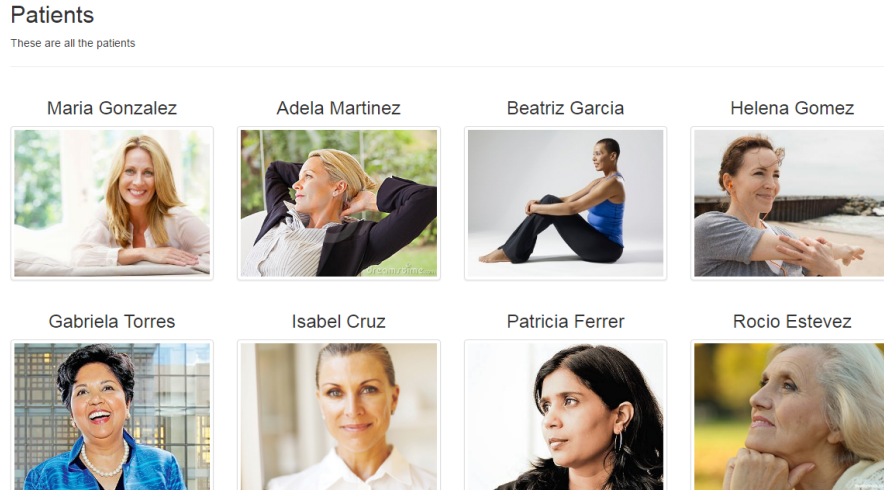 Patients
These are all the patients
Maria Gonzalez
Adela Martinez
Beatriz Garcia
Helena Gomez
dreamstime
Gabriela Torres
Isabel Cruz
Patricia Ferrer
Rocio Estevez